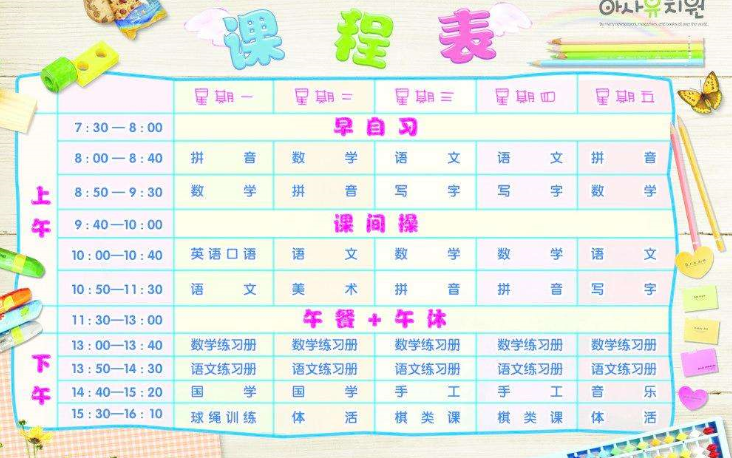 아사유치원
课程表
星期一 星期二 星期三 星期四 星期五
7:30—8:00 早自习
8:00—8:40 拼音 数学 语文 语文 拼音
8:50—9:30 数学 拼音 写字 写字 数学
上午
9:40—10:00 课间操
10:00—10:40 英语口语 语文 数学 数学 语文
10:50—11:30 语文 美术 拼音 拼音 写字
11:30—13:00 午餐+午休
13:00—13:40 数学练习册 数学练习册 数学练习册 数学练习册 数学练习册
下午
13:50—14:30 语文练习册 语文练习册 语文练习册 语文练习册 语文练习册
14:40—15:20 国学 国学 手工 手工 音乐
15:30—16:10 球绳训练 体活 棋类课 棋类课 体活